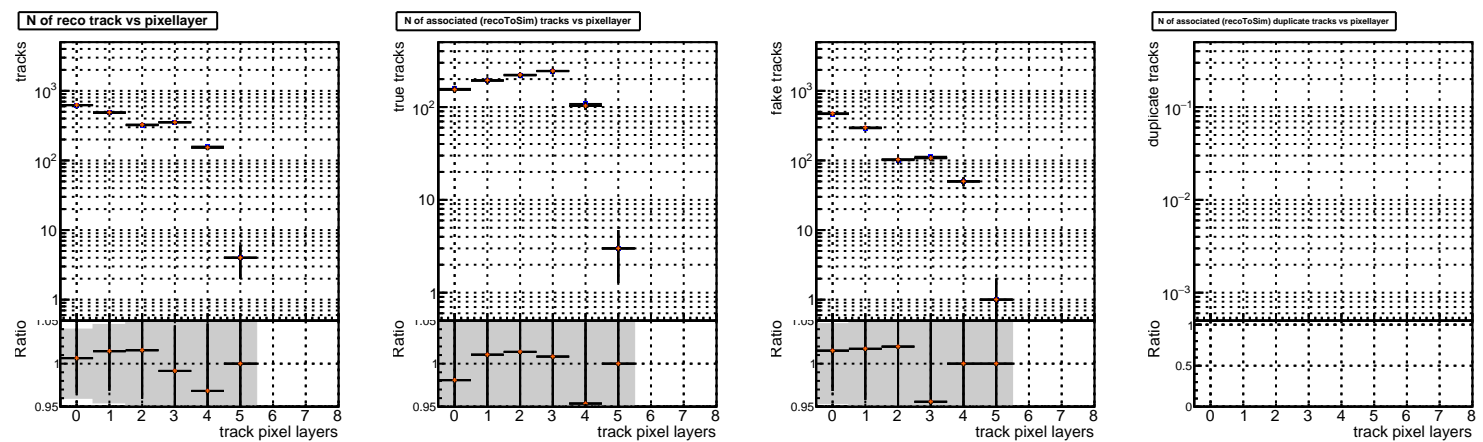 N of reco track vs pixellayer
tracks
10³
10²
10
1
Ratio
1.05
1
0.95
0 1 2 3 4 5 6 7 8
track pixel layers
N of associated (recoToSim) tracks vs pixellayer
true tracks
10²
10
1
Ratio
1.05
1
0.95
0 1 2 3 4 5 6 7 8
track pixel layers
fake tracks
10³
10²
10
1
Ratio
1.05
1
0.95
0 1 2 3 4 5 6 7 8
track pixel layers
N of associated (recoToSim) duplicate tracks vs pixellayer
duplicate tracks
10⁻¹
10⁻²
10⁻³
Ratio
1
0.5
0
0 1 2 3 4 5 6 7 8
track pixel layers